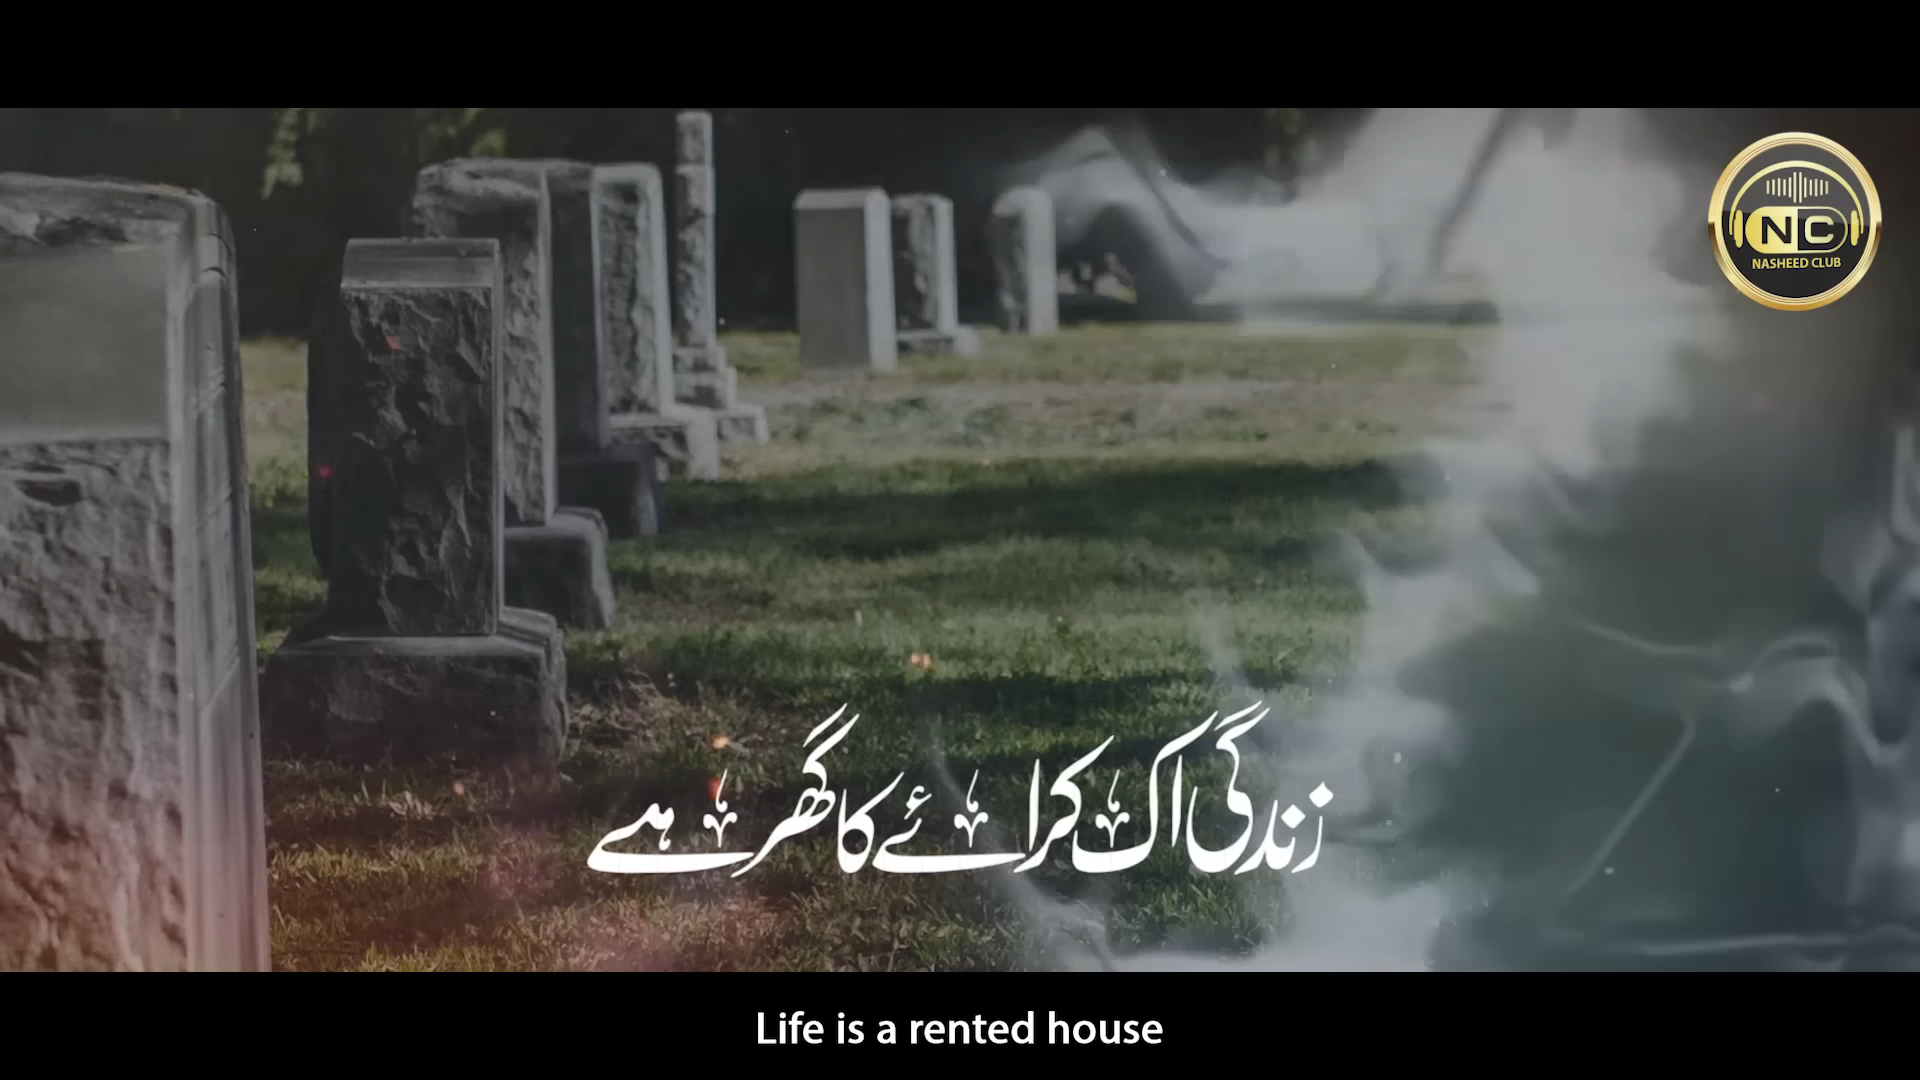 NC
NASHEED CLUB
زندگی اک کرائے کا گھر ہے
Life is a rented house